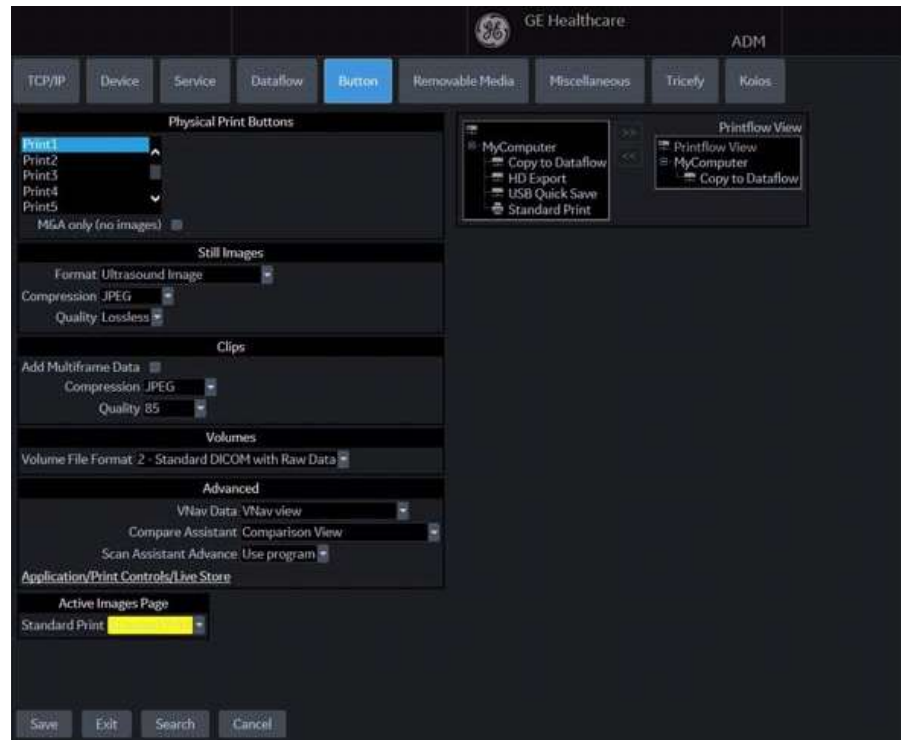 GE Healthcare
ADM
TCP/IP Device Service Dataflow Button Removable Media Miscellaneous Tricefy Koios
Physical Print Buttons
Print1
Print2
Print3
Print4
Print5
M&A only (no images)
Still Images
Format Ultrasound Image
Compression JPEG
Quality Lossless
Clips
Add Multiframe Data
Compression JPEG
Quality 85
Volumes
Volume File Format 2 - Standard DICOM with Raw Data
Advanced
VNav Data VNav view
Compare Assistant Comparison View
Scan Assistant Advance Use program
Application/Print Controls/Live Store
Active Images Page
Standard Print
MyComputer
Copy to Dataflow
HD Export
USB Quick Save
Standard Print
>>
<<
Printflow View
Printflow View
MyComputer
Copy to Dataflow
Save Exit Search Cancel